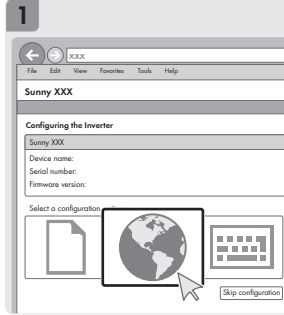 1
xxx
File Edit View Favorites Tools Help
Sunny XXX
Configuring the Inverter
Sunny XXX
Device name:
Serial number:
Firmware version:
Select a configuration
Skip configuration